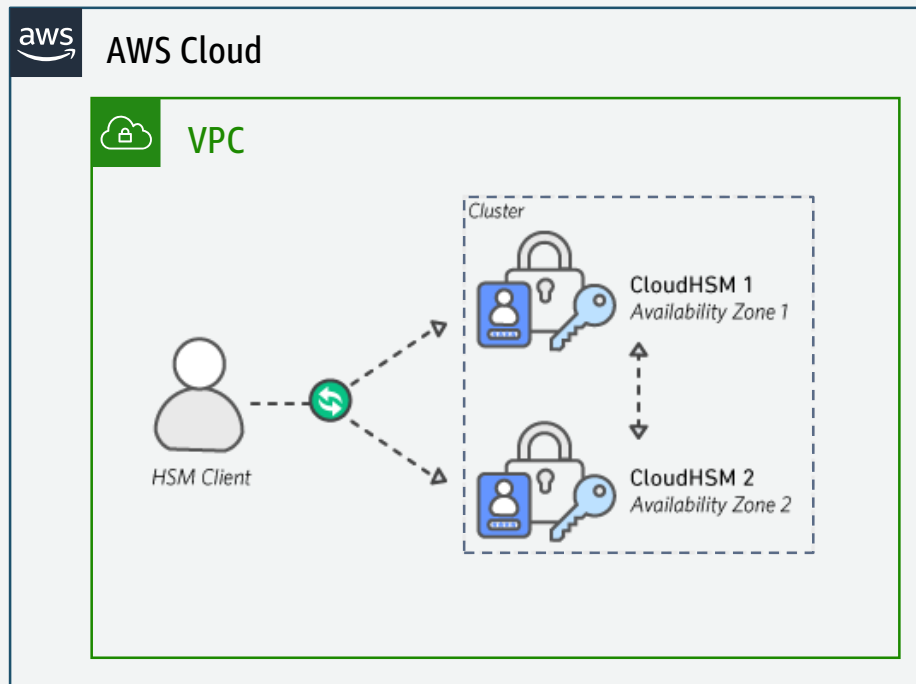 aws
AWS Cloud
VPC
Cluster
CloudHSM 1
Availability Zone 1
HSM Client
CloudHSM 2
Availability Zone 2